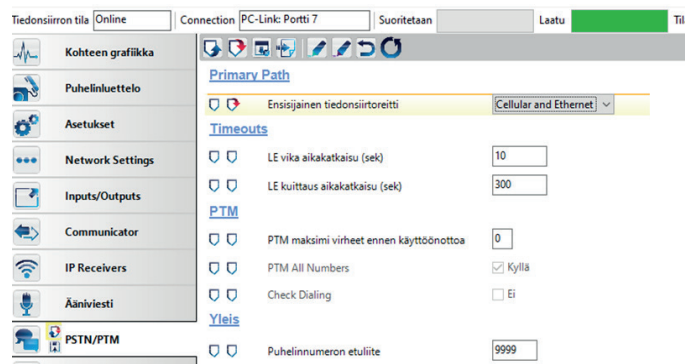 Tiedonsiirron tila Online Connection PC-Link: Portti 7 Suoritetaan Laatu
Kohteen grafiikka
Puhelinluettelo
Asetukset
Network Settings
Inputs/Outputs
Communicator
IP Receivers
Ääniviesti
PSTN/PTM
Primary Path
Ensisijainen tiedonsiirtoreitti Cellular and Ethernet
Timeouts
LE vika aikakatkaisu (sek) 10
LE kuittaus aikakatkaisu (sek) 300
PTM
PTM maksimi virheet ennen käyttöönottoa 0
PTM All Numbers Kyllä
Check Dialing Ei
Yleis
Puhelinnumeron etuliite 9999